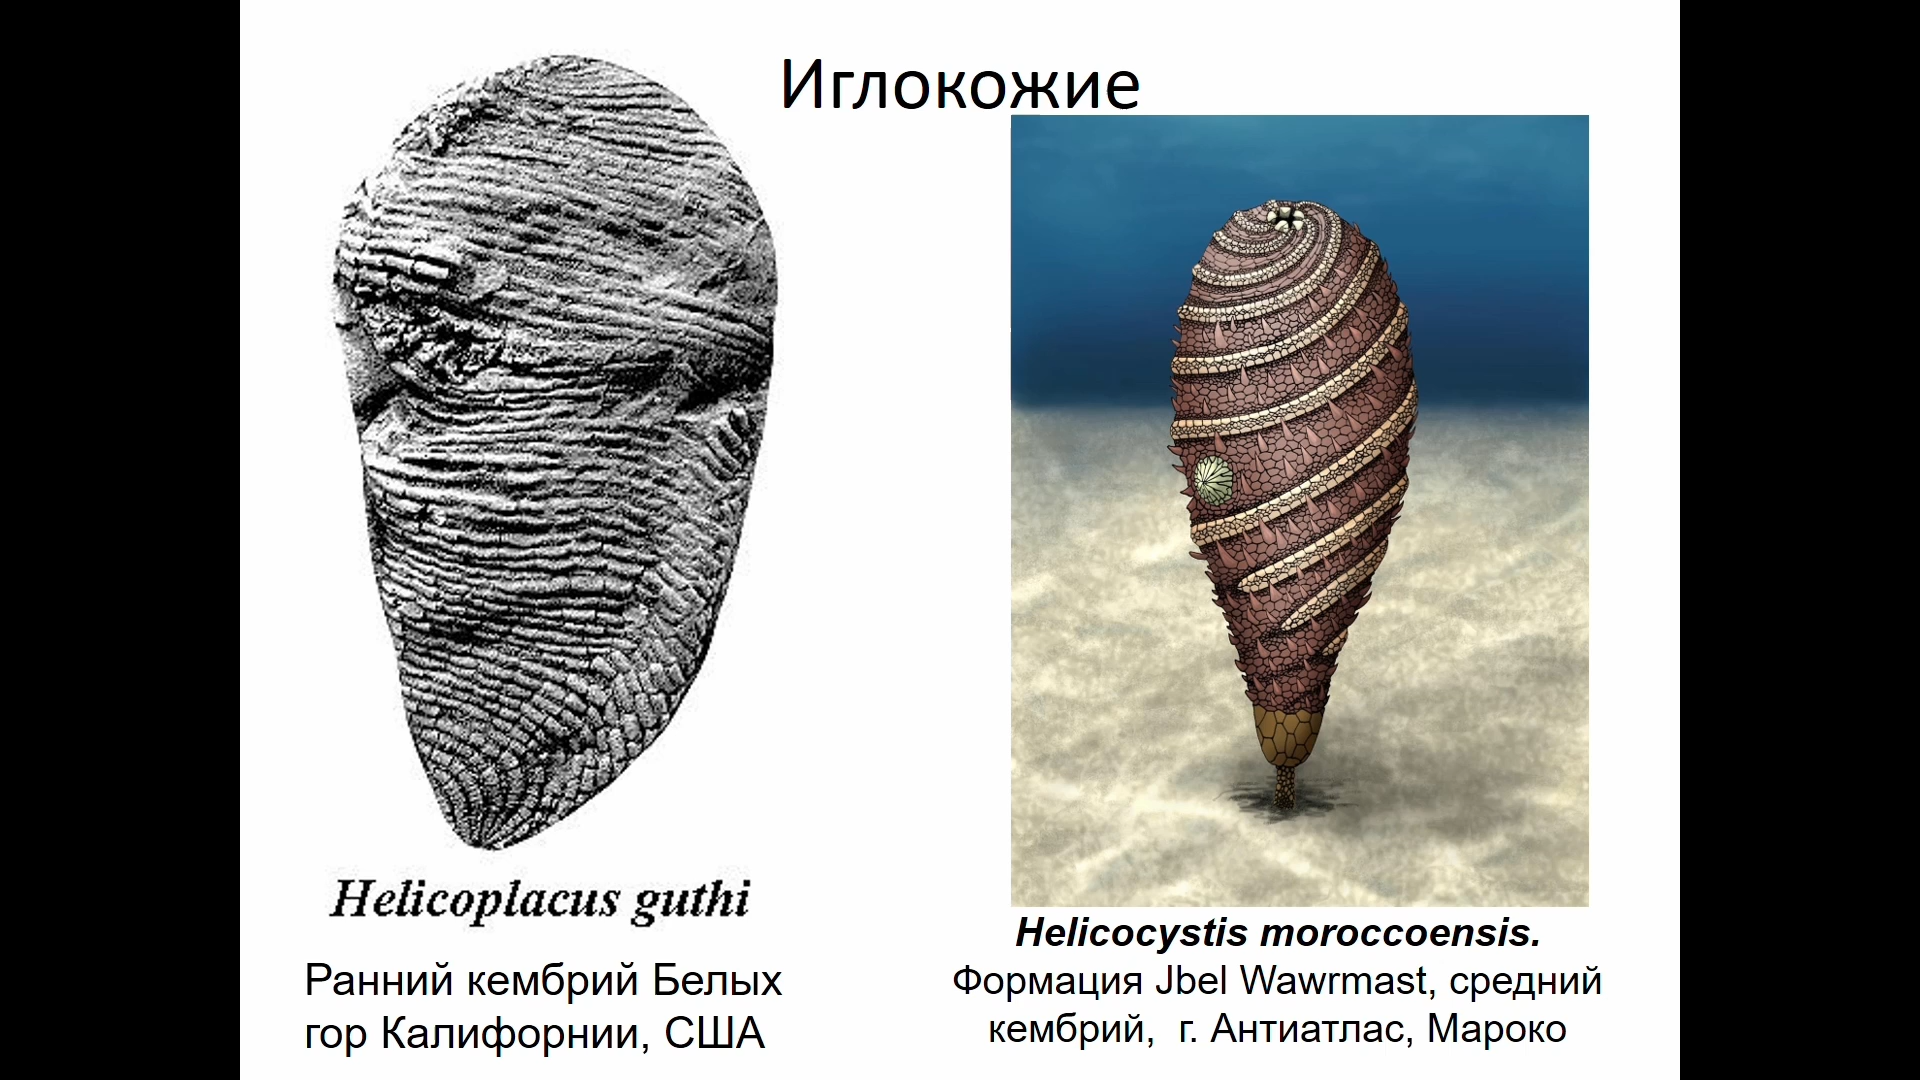 Иглокожие
Helicoplacus guthi
Ранний кембрий Белых
гор Калифорнии, США
Helicocystis moroccoensis.
Формация Jbel Wawrmast, средний
кембрий, г. Антиатлас, Мароко